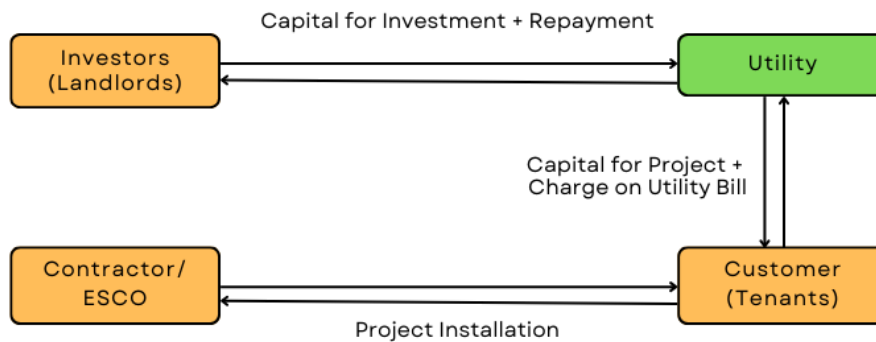 Capital for Investment + Repayment
Investors
(Landlords)
Utility
Capital for Project +
Charge on Utility Bill
Contractor/
ESCO
Customer
(Tenants)
Project Installation